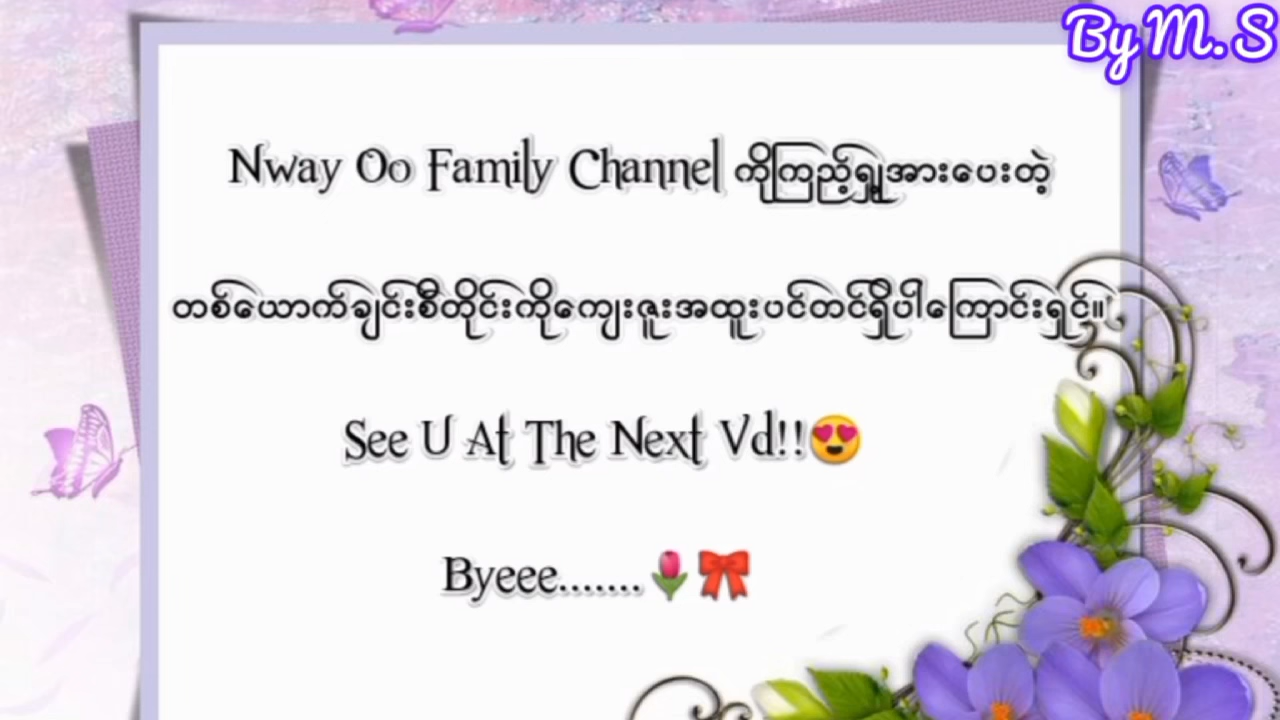 By M.S
Nway Oo Family Channel ကိုကြည့်ရှုအားပေးတဲ့
တစ်ယောက်ချင်းစီတိုင်းကိုကျေးဇူးအထူးပင်တင်ရှိပါကြောင်းရှင်။
See U At The Next Vd!!😍
Byeee.......🌷🎀